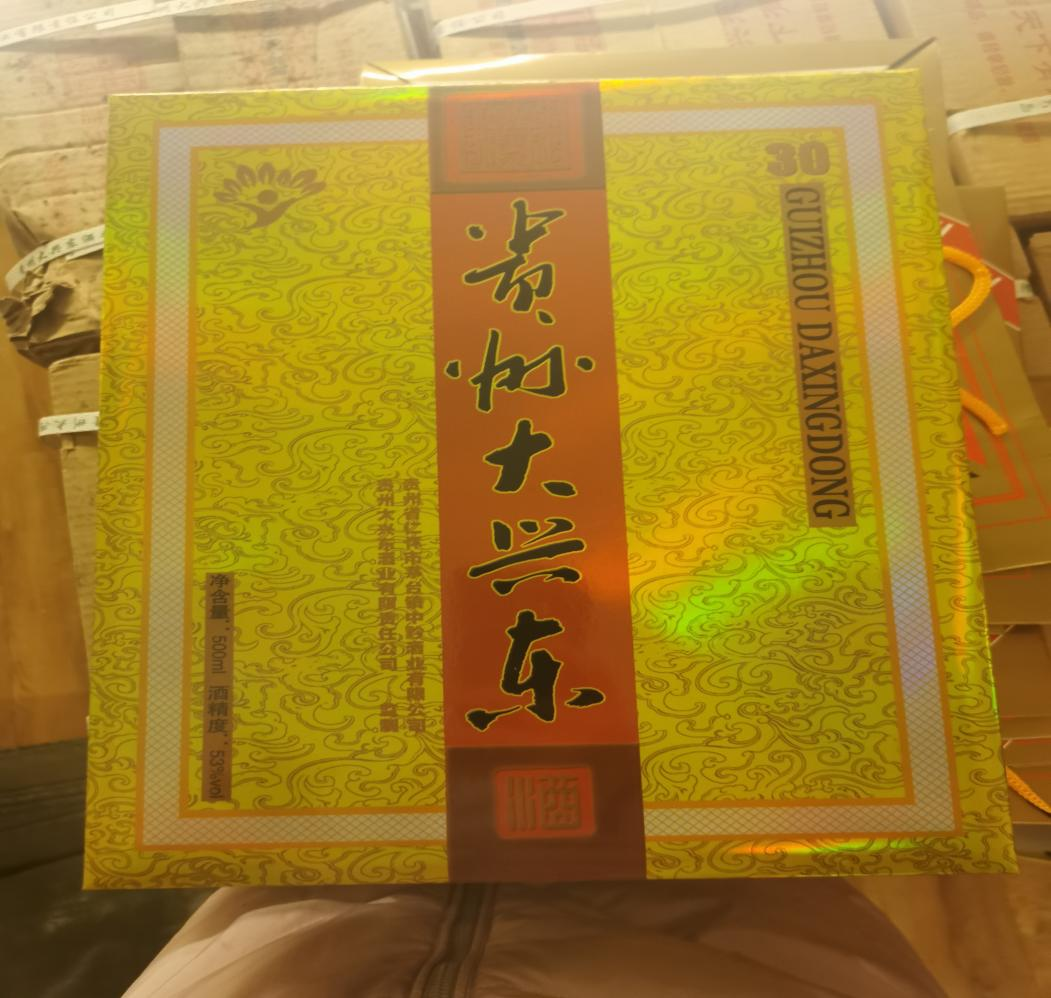 30
GUIZHOU DAXINGDONG
贵州大兴东
酒
贵州省仁怀市茅台镇中黔酒业有限公司
贵州大兴东酒业有限责任公司 监制
净含量：500ml 酒精度：53%vol